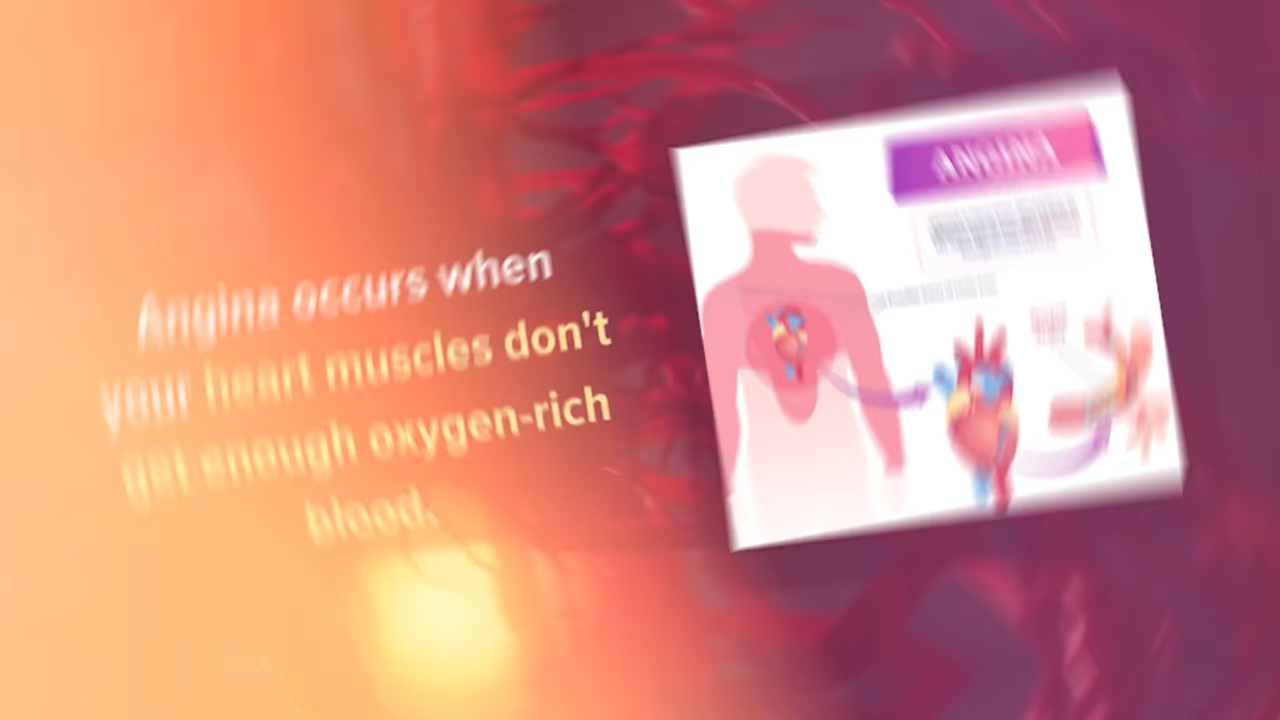 Angina occurs when
your heart muscles don't
get enough oxygen-rich
blood.
ANGINA